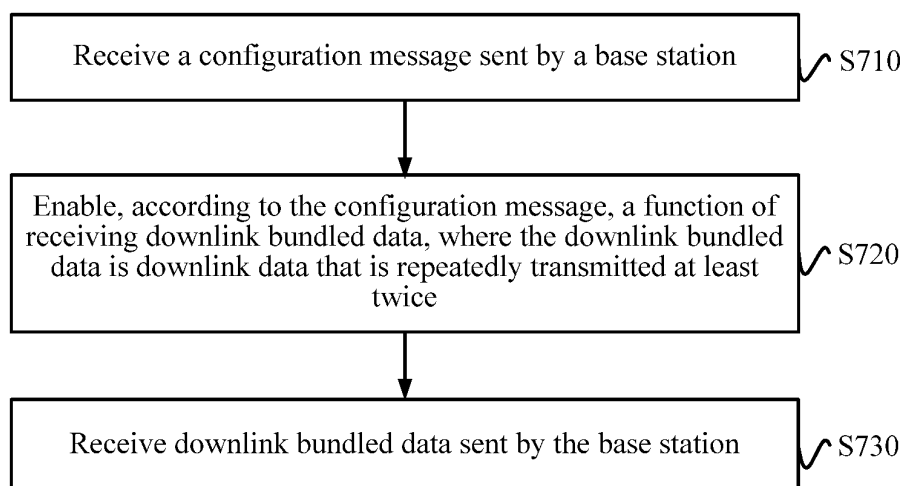 Receive a configuration message sent by a base station
S710
Enable, according to the configuration message, a function of
receiving downlink bundled data, where the downlink bundled
data is downlink data that is repeatedly transmitted at least
twice
S720
Receive downlink bundled data sent by the base station
S730